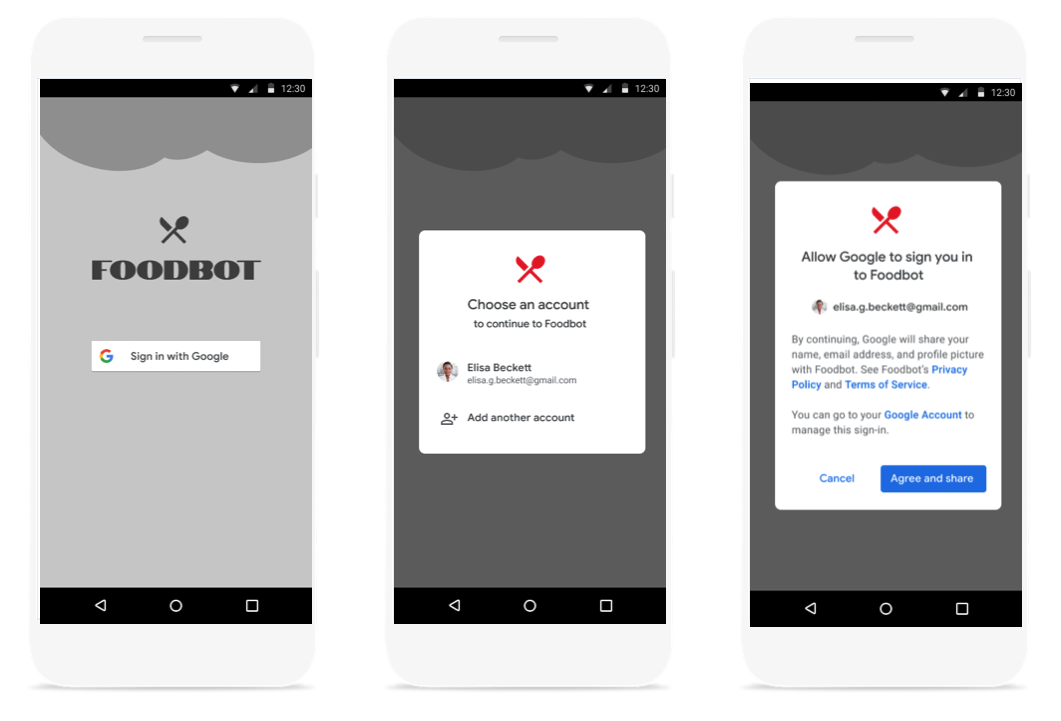 12:30
FOODBOT
Sign in with Google
12:30
Choose an account
to continue to Foodbot
Elisa Beckett
elisa.g.beckett@gmail.com
Add another account
12:30
Allow Google to sign you in
to Foodbot
elisa.g.beckett@gmail.com
By continuing, Google will share your
name, email address, and profile picture
with Foodbot. See Foodbot's Privacy
Policy and Terms of Service.
You can go to your Google Account to
manage this sign-in.
Cancel
Agree and share